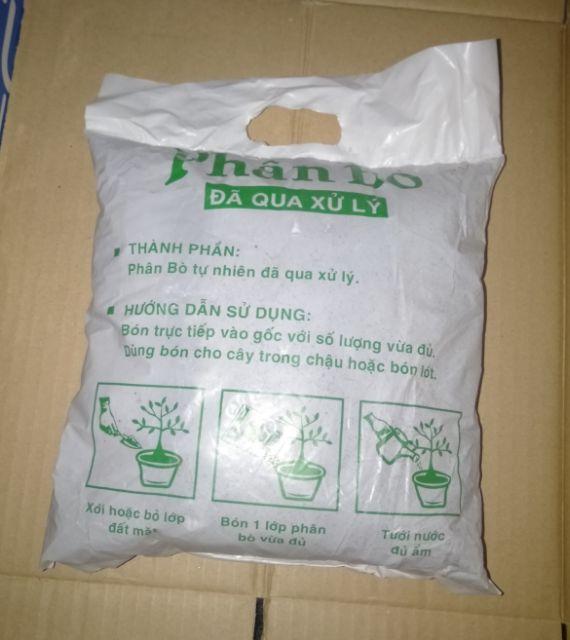 Phân bò
ĐÃ QUA XỬ LÝ
THÀNH PHẦN:
Phân Bò tự nhiên đã qua xử lý.
HƯỚNG DẪN SỬ DỤNG:
Bón trực tiếp vào gốc với số lượng vừa đủ.
Dùng bón cho cây trong chậu hoặc bón lót.
Xới hoặc bỏ lớp
đất mặt
Bón 1 lớp phân
bò vừa đủ
Tưới nước
đủ ẩm